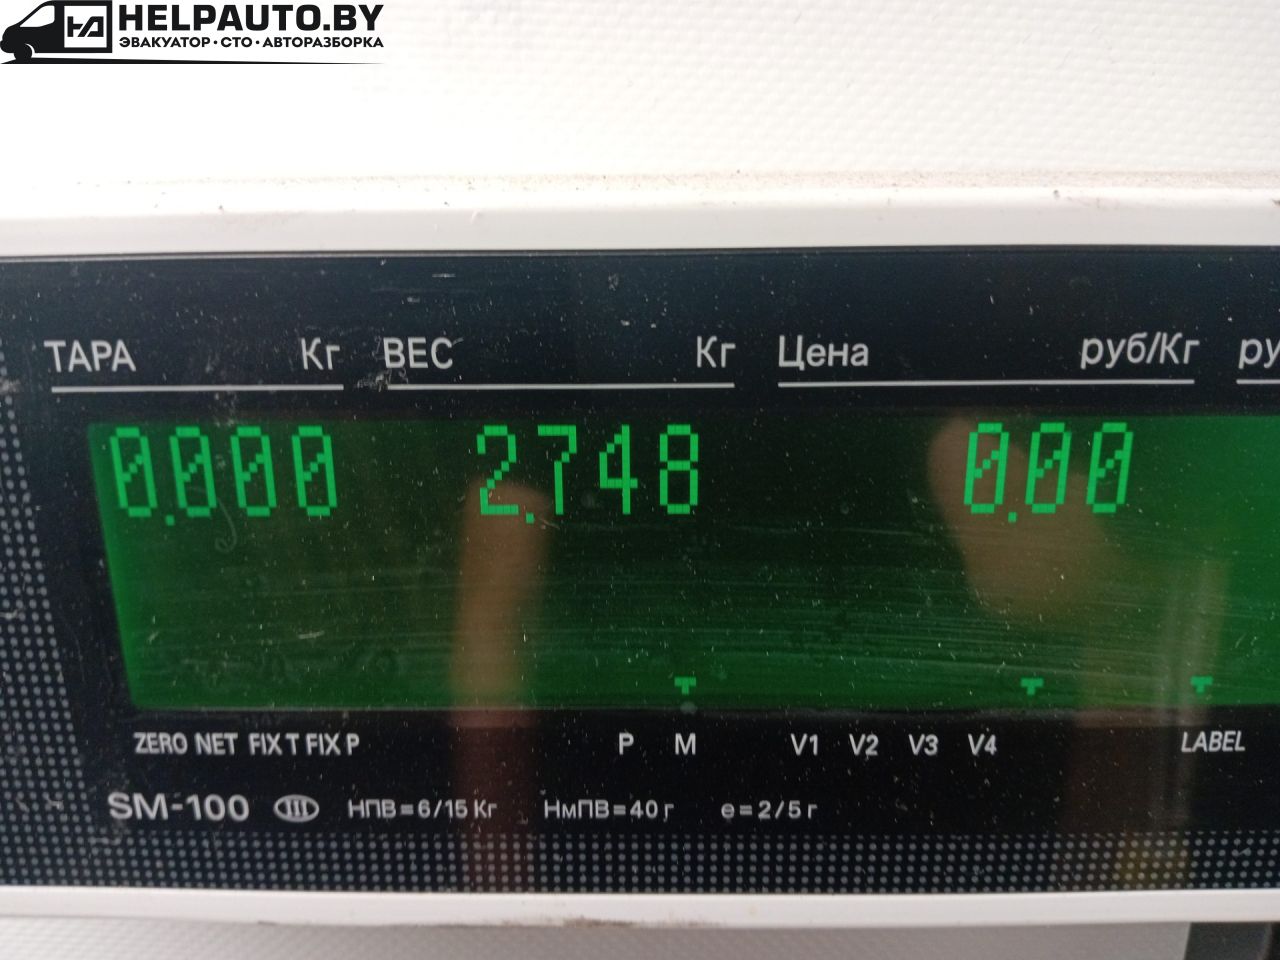 HELPAUTO.BY
ЭВАКУАТОР·СТО·АВТОРАЗБОРКА
ТАРА Кг ВЕС Кг Цена руб/Кг
0.000 2.748 0.00
ZERO NET FIX T FIX P P M V1 V2 V3 V4 LABEL
SM-100 III НПВ=6/15 Кг НмПВ=40 г e=2/5 г